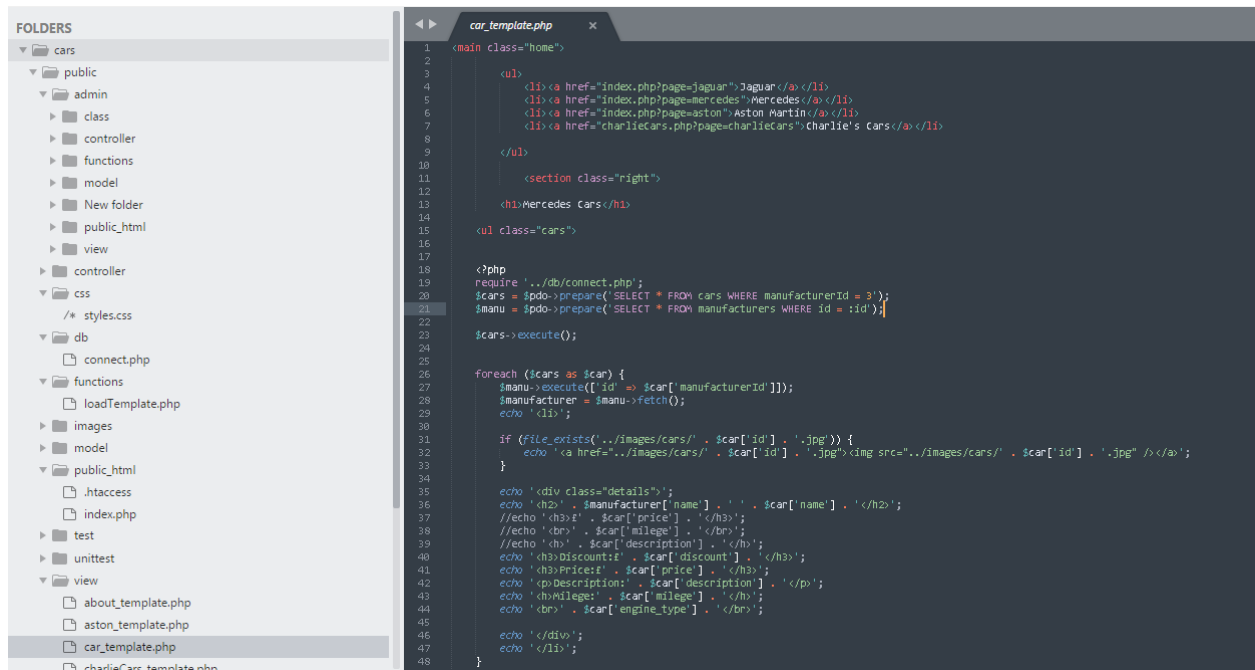 FOLDERS
cars
public
admin
class
controller
functions
model
New folder
public_html
view
controller
css
/* styles.css
db
connect.php
functions
loadTemplate.php
images
model
public_html
.htaccess
index.php
test
unittest
view
about_template.php
aston_template.php
car_template.php
charlieCars_template.php
car_template.php ×
1 <main class="home">
2
3 <ul>
4 <li><a href="index.php?page=jaguar">Jaguar</a></li>
5 <li><a href="index.php?page=mercedes">Mercedes</a></li>
6 <li><a href="index.php?page=aston">Aston Martin</a></li>
7 <li><a href="charlieCars.php?page=charlieCars">Charlie's Cars</a></li>
8
9 </ul>
10
11 <section class="right">
12
13 <h1>Mercedes Cars</h1>
14
15 <ul class="cars">
16
17
18 <?php
19 require '../db/connect.php';
20 $cars = $pdo->prepare('SELECT * FROM cars WHERE manufacturerId = 3');
21 $manu = $pdo->prepare('SELECT * FROM manufacturers WHERE id = :id');
22
23 $cars->execute();
24
25
26 foreach ($cars as $car) {
27 $manu->execute(['id' => $car['manufacturerId']]);
28 $manufacturer = $manu->fetch();
29 echo '<li>';
30
31 if (file_exists('../images/cars/' . $car['id'] . '.jpg')) {
32 echo '<a href="../images/cars/' . $car['id'] . '.jpg"><img src="../images/cars/' . $car['id'] . '.jpg" /></a>';
33 }
34
35 echo '<div class="details">';
36 echo '<h2>' . $manufacturer['name'] . ' ' . $car['name'] . '</h2>';
37 //echo '<h3>£' . $car['price'] . '</h3>';
38 //echo '<br>' . $car['milege'] . '</br>';
39 //echo '<h>' . $car['description'] . '</h>';
40 echo '<h3>Discount:£' . $car['discount'] . '</h3>';
41 echo '<h3>Price:£' . $car['price'] . '</h3>';
42 echo '<p>Description:' . $car['description'] . '</p>';
43 echo '<h>Milege:' . $car['milege'] . '</h>';
44 echo '<br>' . $car['engine_type'] . '</br>';
45
46 echo '</div>';
47 echo '</li>';
48 }